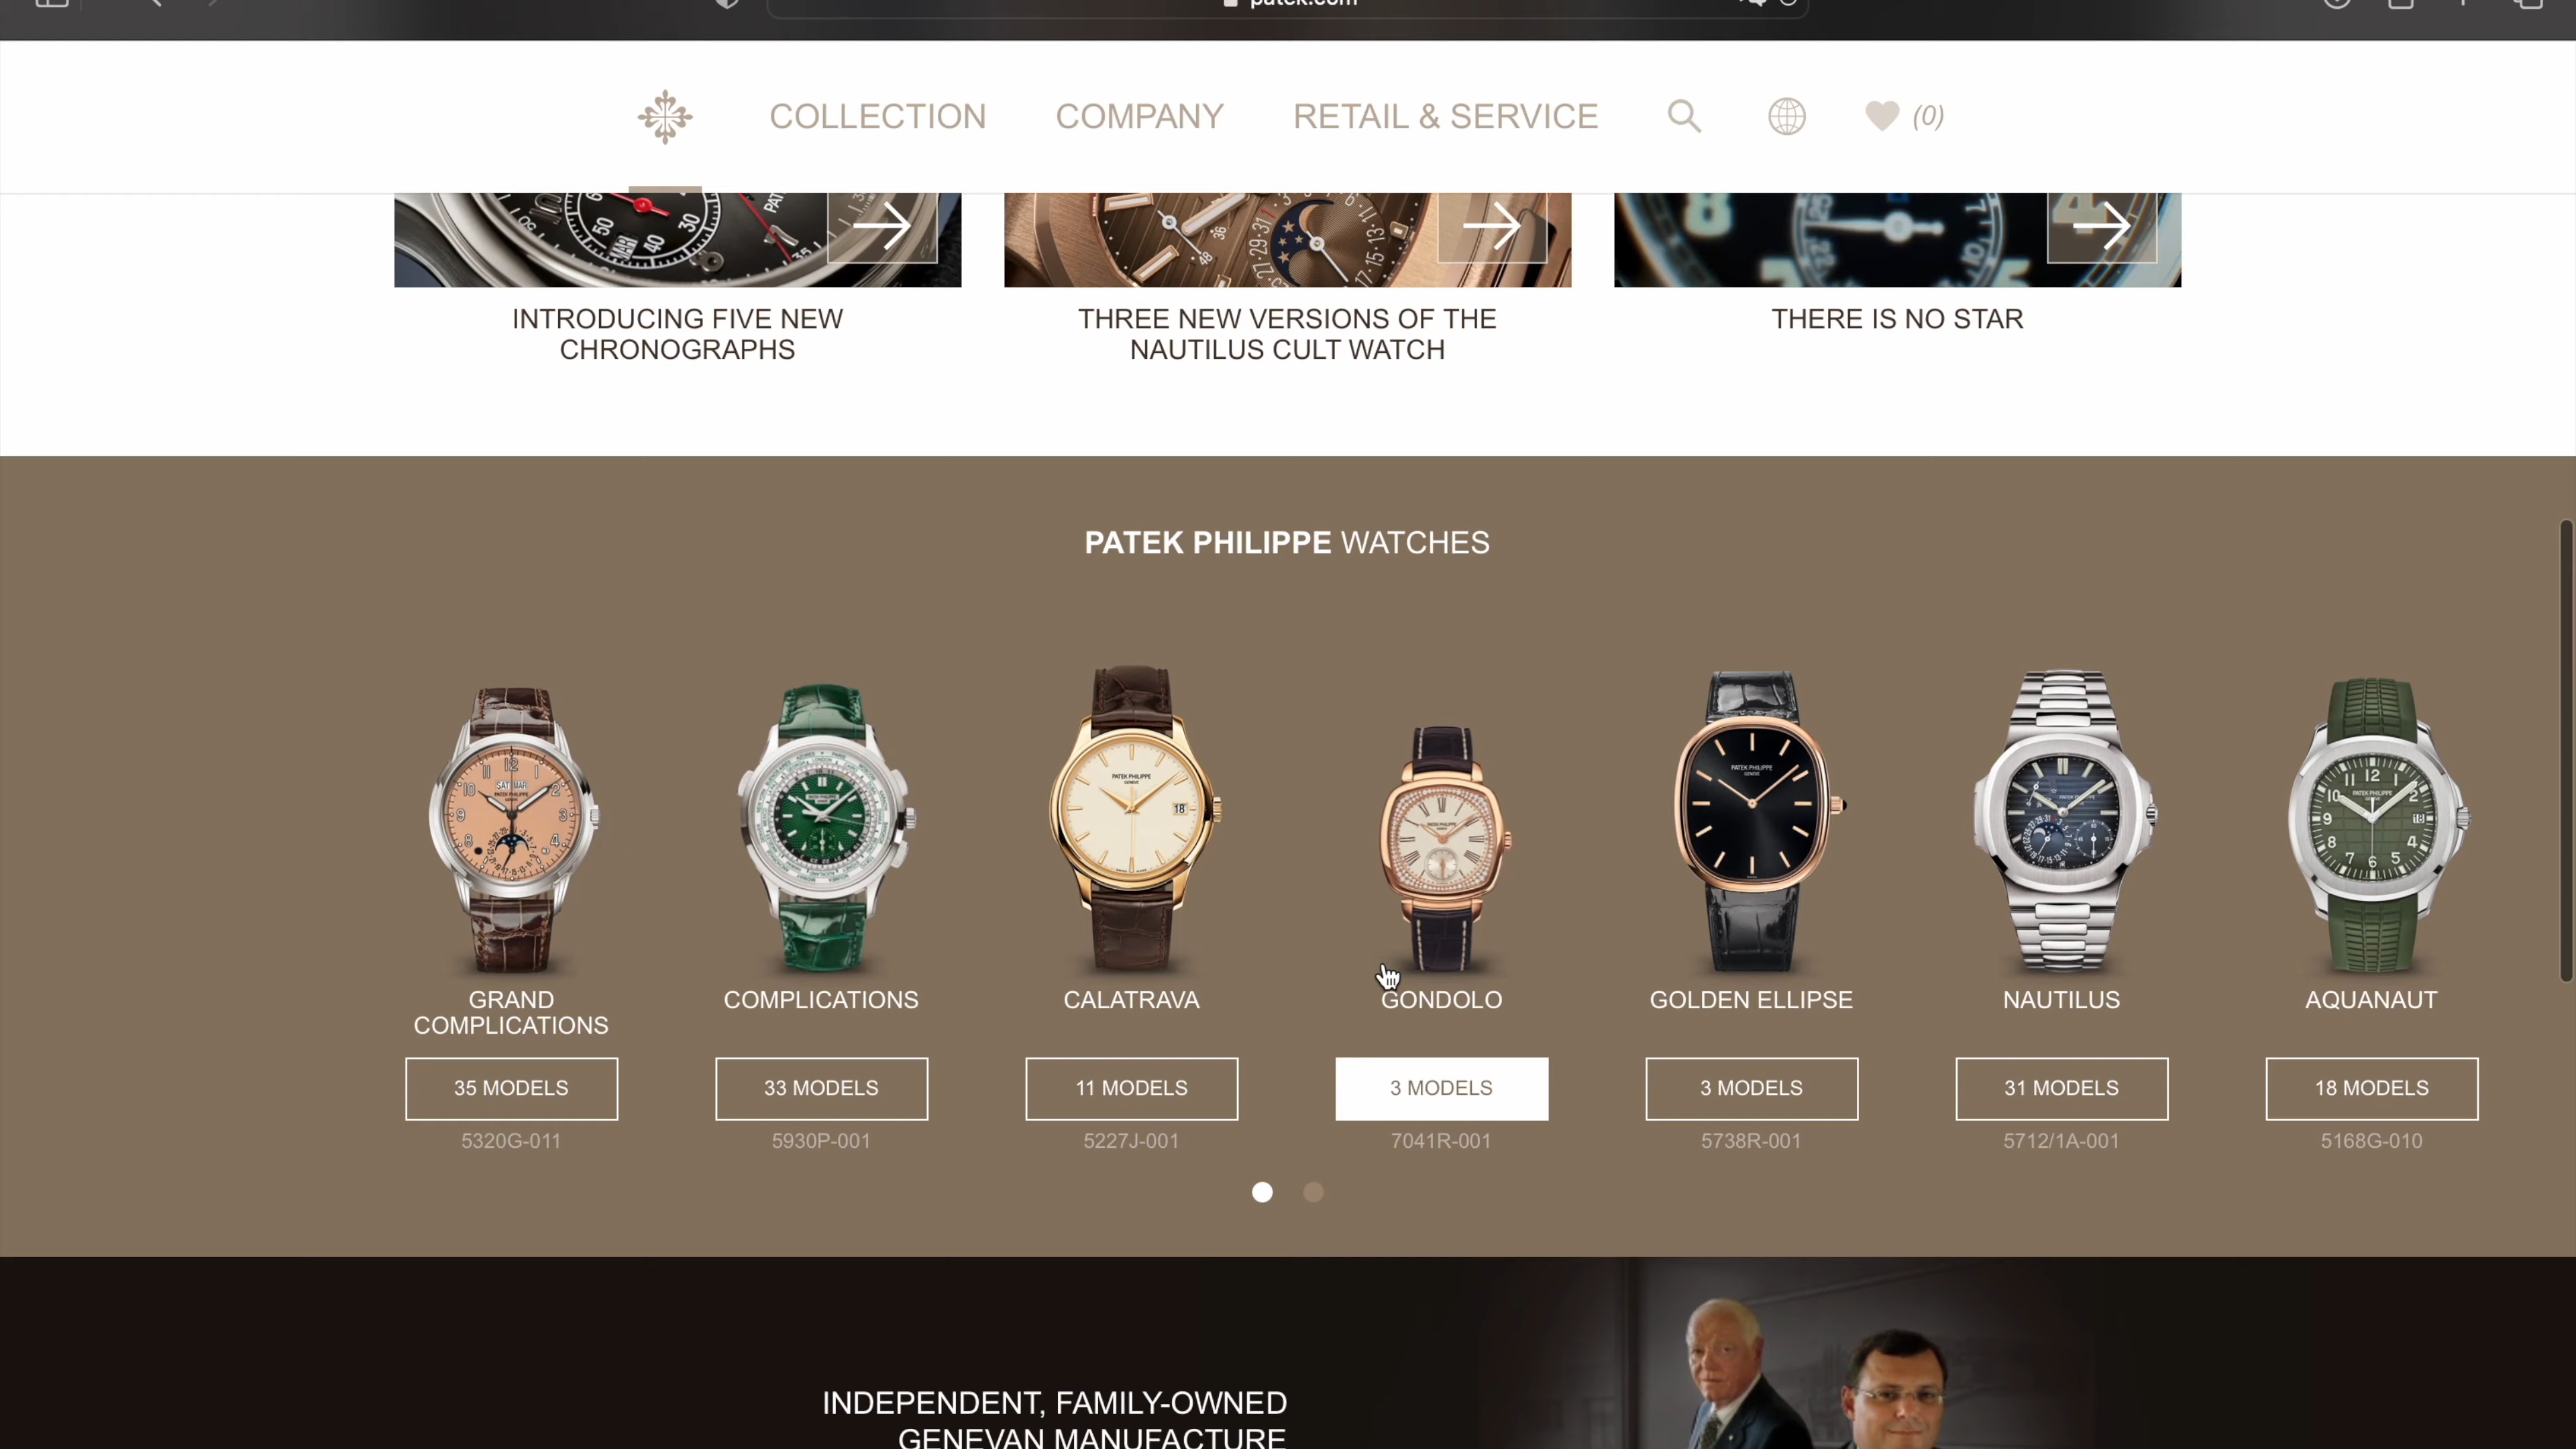 COLLECTION COMPANY RETAIL & SERVICE (0)
INTRODUCING FIVE NEW
CHRONOGRAPHS
THREE NEW VERSIONS OF THE
NAUTILUS CULT WATCH
THERE IS NO STAR
PATEK PHILIPPE WATCHES
GRAND
COMPLICATIONS
COMPLICATIONS
CALATRAVA
GONDOLO
GOLDEN ELLIPSE
NAUTILUS
AQUANAUT
35 MODELS
33 MODELS
11 MODELS
3 MODELS
3 MODELS
31 MODELS
18 MODELS
5320G-011
5930P-001
5227J-001
7041R-001
5738R-001
5712/1A-001
5168G-010
INDEPENDENT, FAMILY-OWNED
GENEVAN MANUFACTURE